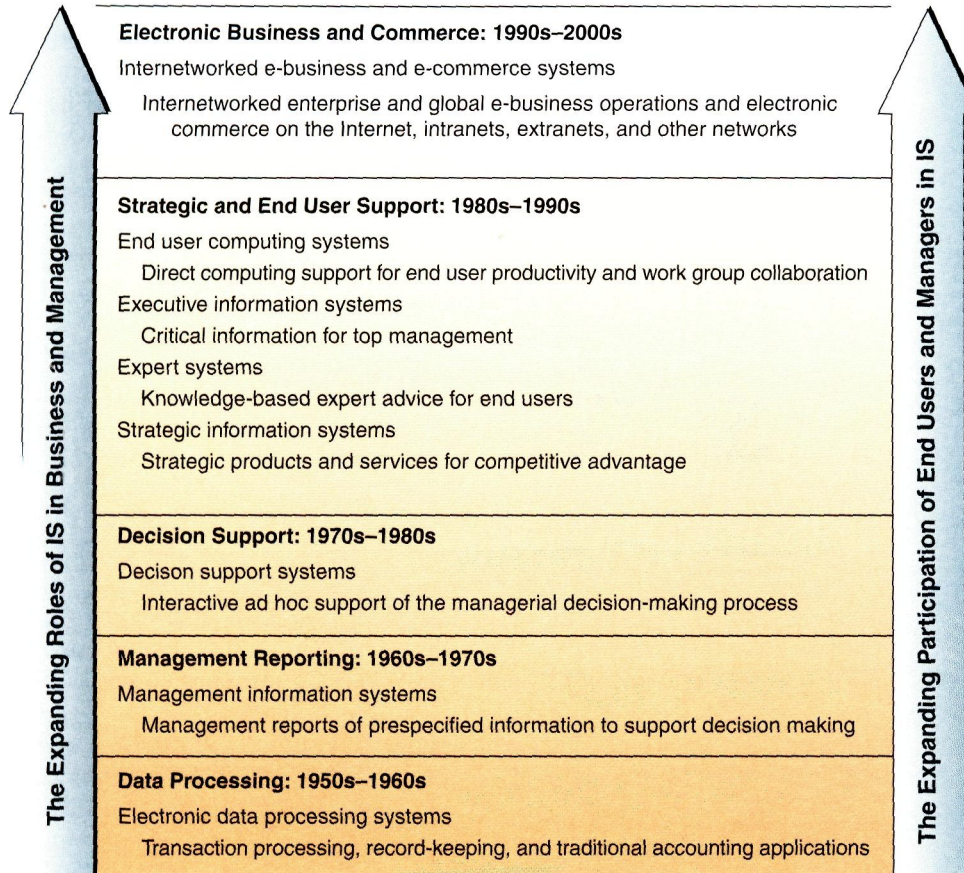 The Expanding Roles of IS in Business and Management
Electronic Business and Commerce: 1990s–2000s
Internetworked e-business and e-commerce systems
Internetworked enterprise and global e-business operations and electronic
commerce on the Internet, intranets, extranets, and other networks
Strategic and End User Support: 1980s–1990s
End user computing systems
Direct computing support for end user productivity and work group collaboration
Executive information systems
Critical information for top management
Expert systems
Knowledge-based expert advice for end users
Strategic information systems
Strategic products and services for competitive advantage
Decision Support: 1970s–1980s
Decison support systems
Interactive ad hoc support of the managerial decision-making process
Management Reporting: 1960s–1970s
Management information systems
Management reports of prespecified information to support decision making
Data Processing: 1950s–1960s
Electronic data processing systems
Transaction processing, record-keeping, and traditional accounting applications
The Expanding Participation of End Users and Managers in IS